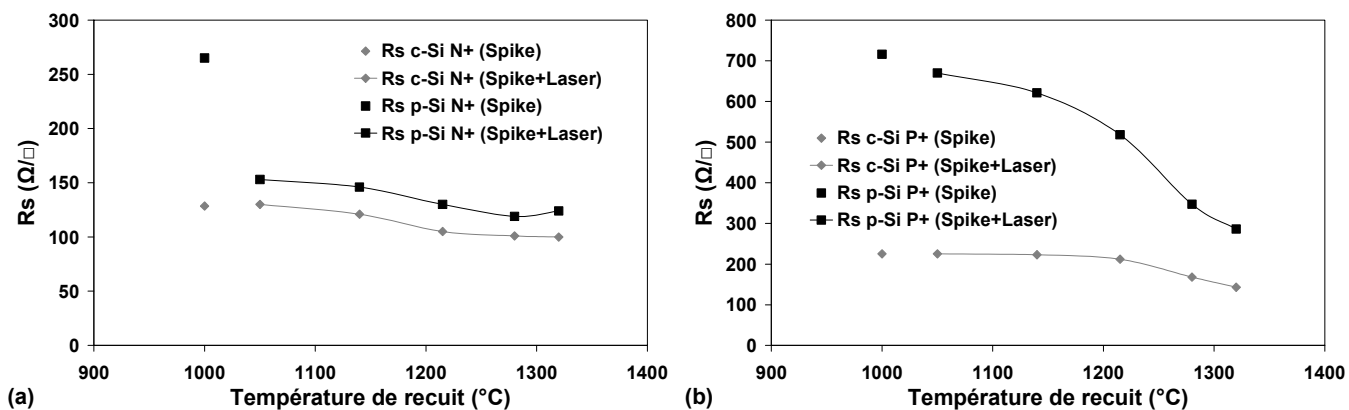 300
250
200
150
100
50
0
Rs (Ω/□)
Rs c-Si N+ (Spike)
Rs c-Si N+ (Spike+Laser)
Rs p-Si N+ (Spike)
Rs p-Si N+ (Spike+Laser)
900 1000 1100 1200 1300 1400
(a) Température de recuit (°C)
800
700
600
500
400
300
200
100
0
Rs (Ω/□)
Rs c-Si P+ (Spike)
Rs c-Si P+ (Spike+Laser)
Rs p-Si P+ (Spike)
Rs p-Si P+ (Spike+Laser)
900 1000 1100 1200 1300 1400
(b) Température de recuit (°C)